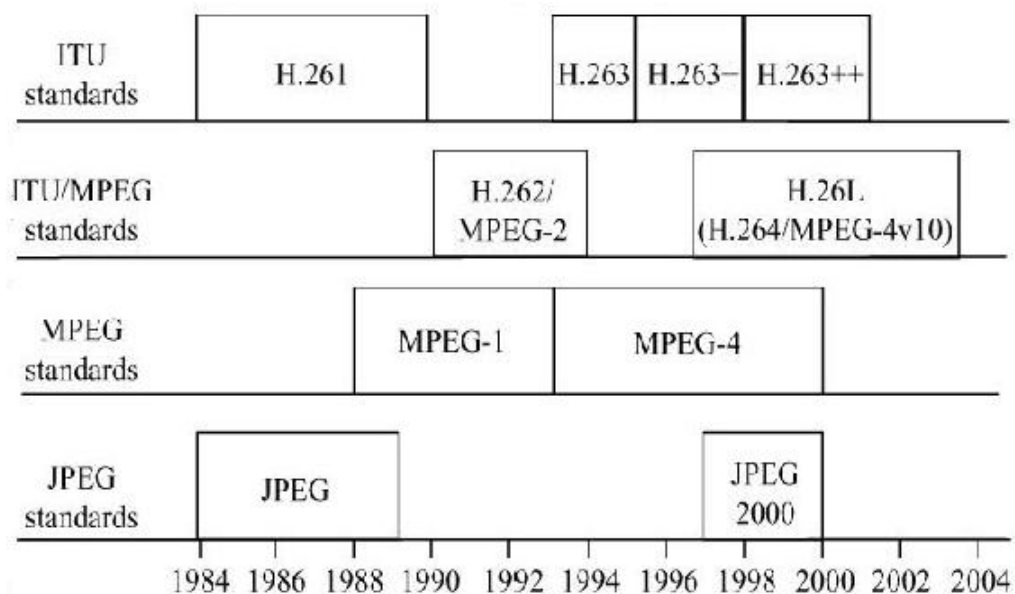 ITU
standards
H.261
H.263
H.263+
H.263++
ITU/MPEG
standards
H.262/
MPEG-2
H.26L
(H.264/MPEG-4v10)
MPEG
standards
MPEG-1
MPEG-4
JPEG
standards
JPEG
JPEG
2000
1984 1986 1988 1990 1992 1994 1996 1998 2000 2002 2004